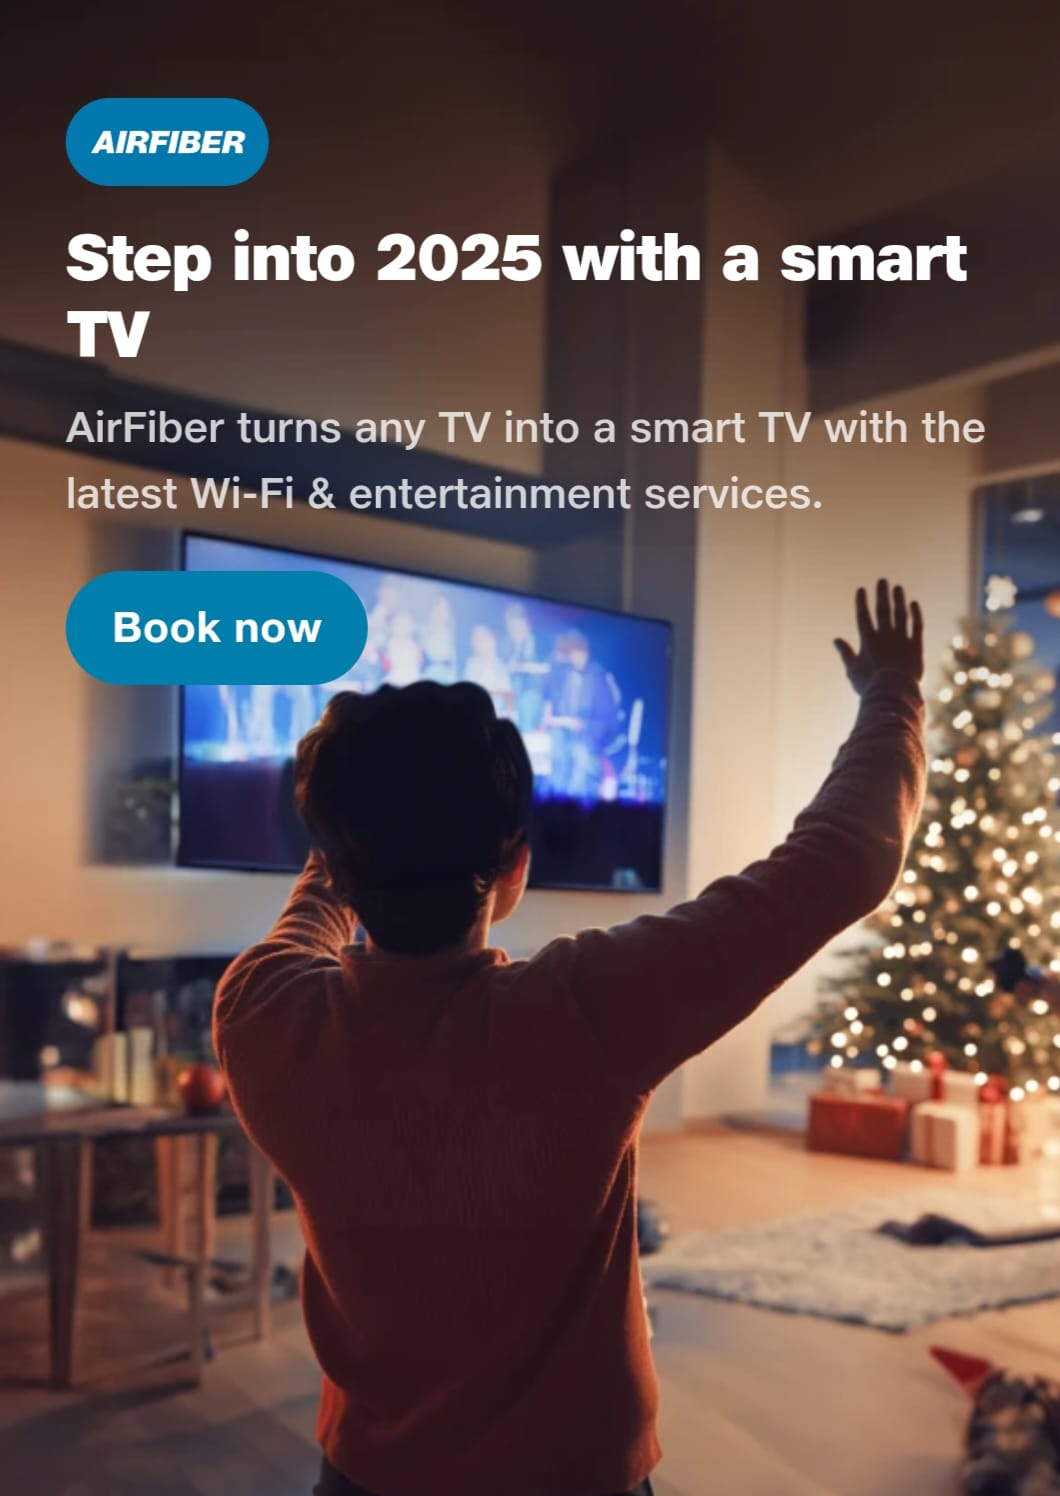 AIRFIBER
Step into 2025 with a smart
TV
AirFiber turns any TV into a smart TV with the
latest Wi-Fi & entertainment services.
Book now